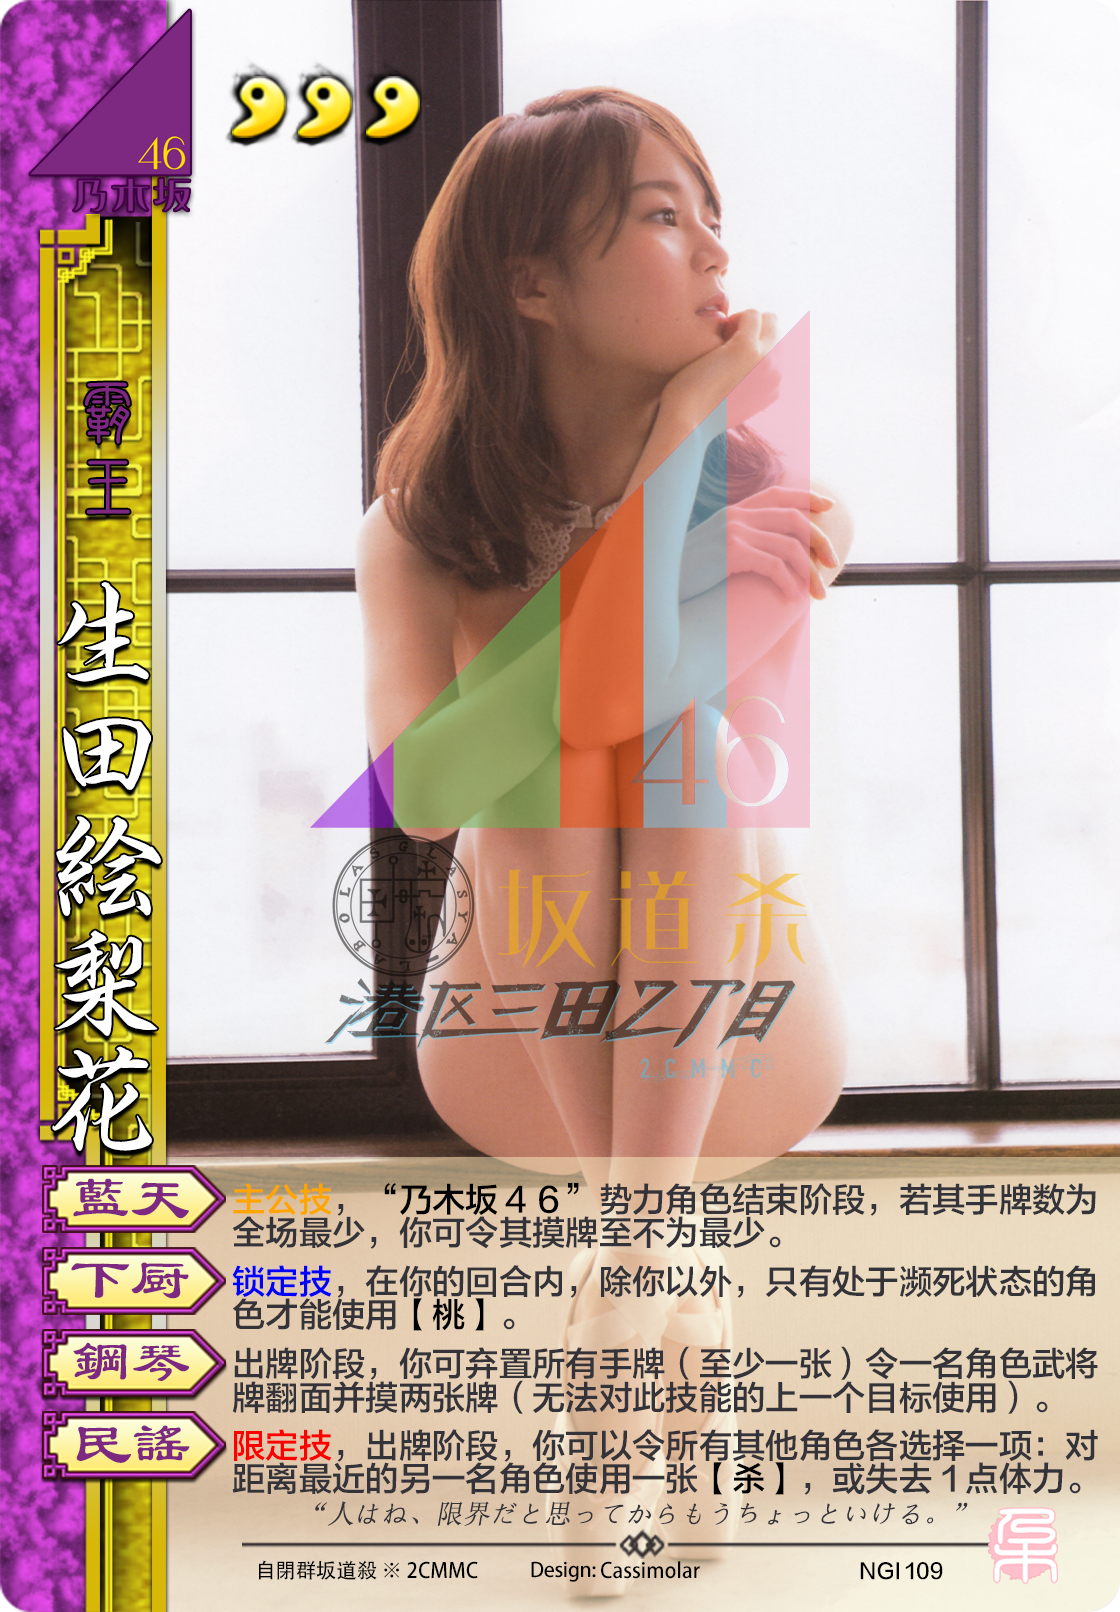 46
乃木坂
霸王
生田絵梨花
46
GLASYALABOLAS
坂道杀
港区三田2丁目
2CMMC
藍天
主公技，“乃木坂４６”势力角色结束阶段，若其手牌数为
全场最少，你可令其摸牌至不为最少。
下厨
锁定技，在你的回合内，除你以外，只有处于濒死状态的角
色才能使用【桃】。
鋼琴
出牌阶段，你可弃置所有手牌（至少一张）令一名角色武将
牌翻面并摸两张牌（无法对此技能的上一个目标使用）。
民謠
限定技，出牌阶段，你可以令所有其他角色各选择一项：对
距离最近的另一名角色使用一张【杀】，或失去1点体力。
“人はね、限界だと思ってからもうちょっといける。”
自閉群坂道殺 ※ 2CMMC
Design: Cassimolar
NGI109